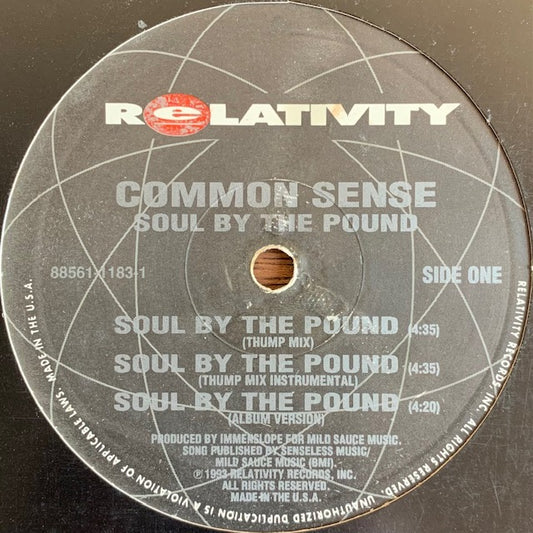 RELATIVITY
COMMON SENSE
SOUL BY THE POUND
88561-1183-1
SIDE ONE
SOUL BY THE POUND (4:35)
(THUMP MIX)
SOUL BY THE POUND (4:35)
(THUMP MIX INSTRUMENTAL)
SOUL BY THE POUND (4:20)
(ALBUM VERSION)
PRODUCED BY IMMENSLOPE FOR MILD SAUCE MUSIC.
SONG PUBLISHED BY SENSELESS MUSIC/
MILD SAUCE MUSIC (BMI).
℗ 1993 RELATIVITY RECORDS, INC.
ALL RIGHTS RESERVED.
MADE IN THE U.S.A.
RELATIVITY RECORDS, INC. ALL RIGHTS RESERVED. UNAUTHORIZED DUPLICATION IS A VIOLATION OF APPLICABLE LAWS. MADE IN THE U.S.A.